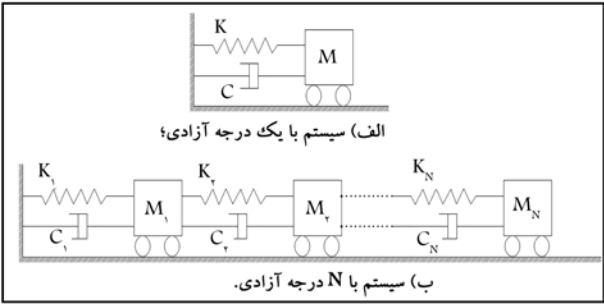 K
M
C
الف) سیستم با یک درجه آزادی؛
K۱ K۲ KN
M۱ M۲ MN
C۱ C۲ CN
ب) سیستم با N درجه آزادی.